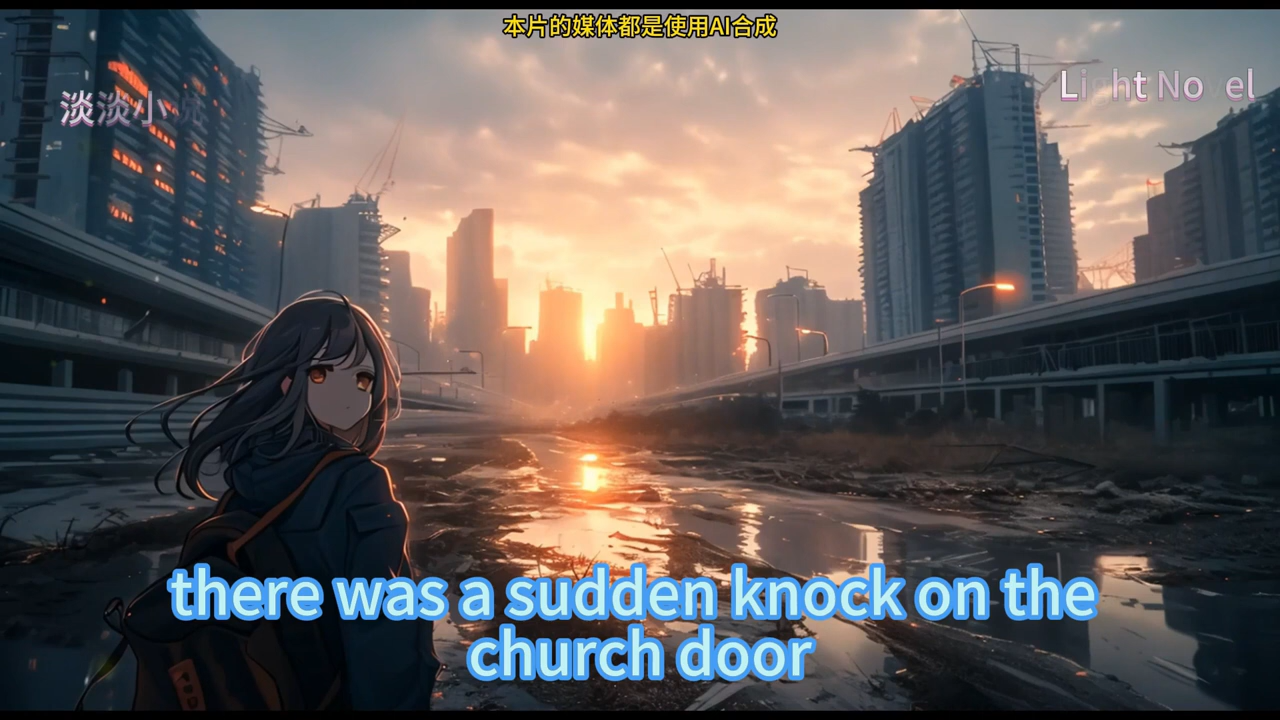 本片的媒体都是使用AI合成
Light Novel
淡淡小说
there was a sudden knock on the
church door